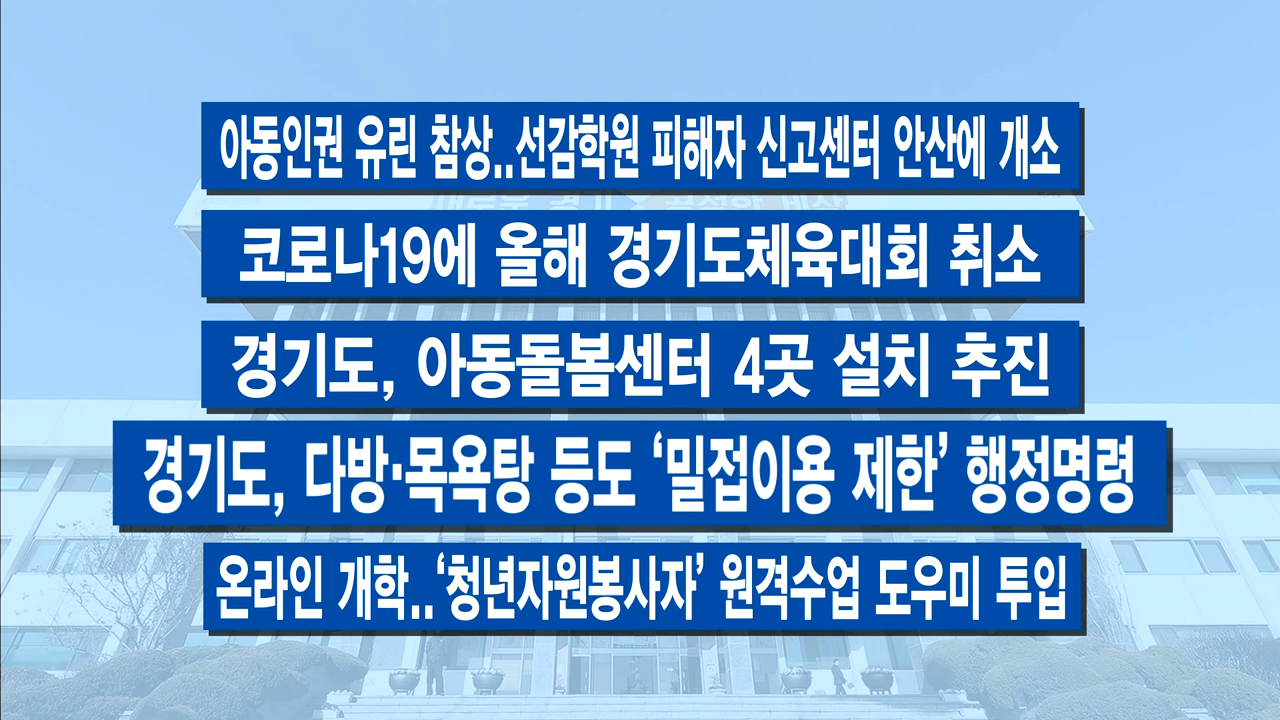 아동인권 유린 참상..선감학원 피해자 신고센터 안산에 개소
코로나19에 올해 경기도체육대회 취소
경기도, 아동돌봄센터 4곳 설치 추진
경기도, 다방·목욕탕 등도 ‘밀접이용 제한’ 행정명령
온라인 개학..‘청년자원봉사자’ 원격수업 도우미 투입